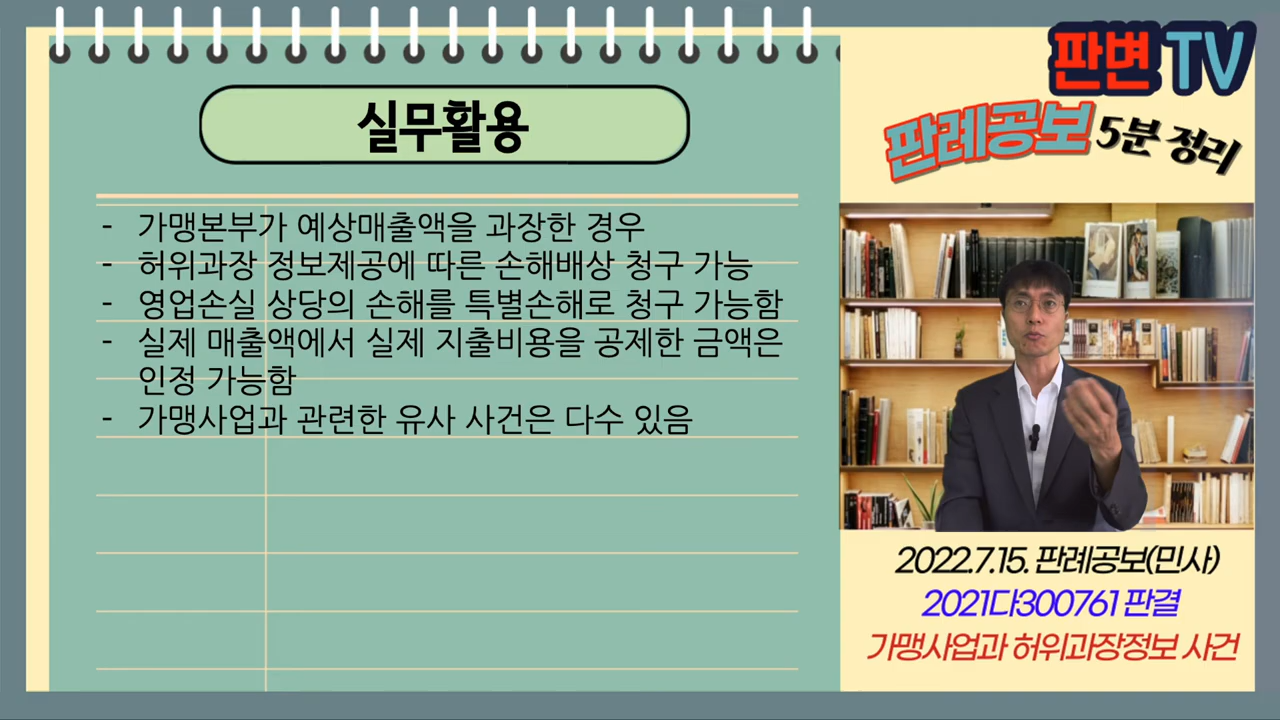 판변 TV
판례공보 5분 정리
실무활용
- 가맹본부가 예상매출액을 과장한 경우
- 허위과장 정보제공에 따른 손해배상 청구 가능
- 영업손실 상당의 손해를 특별손해로 청구 가능함
- 실제 매출액에서 실제 지출비용을 공제한 금액은
인정 가능함
- 가맹사업과 관련한 유사 사건은 다수 있음
2022.7.15. 판례공보(민사)
2021다300761 판결
가맹사업과 허위과장정보 사건